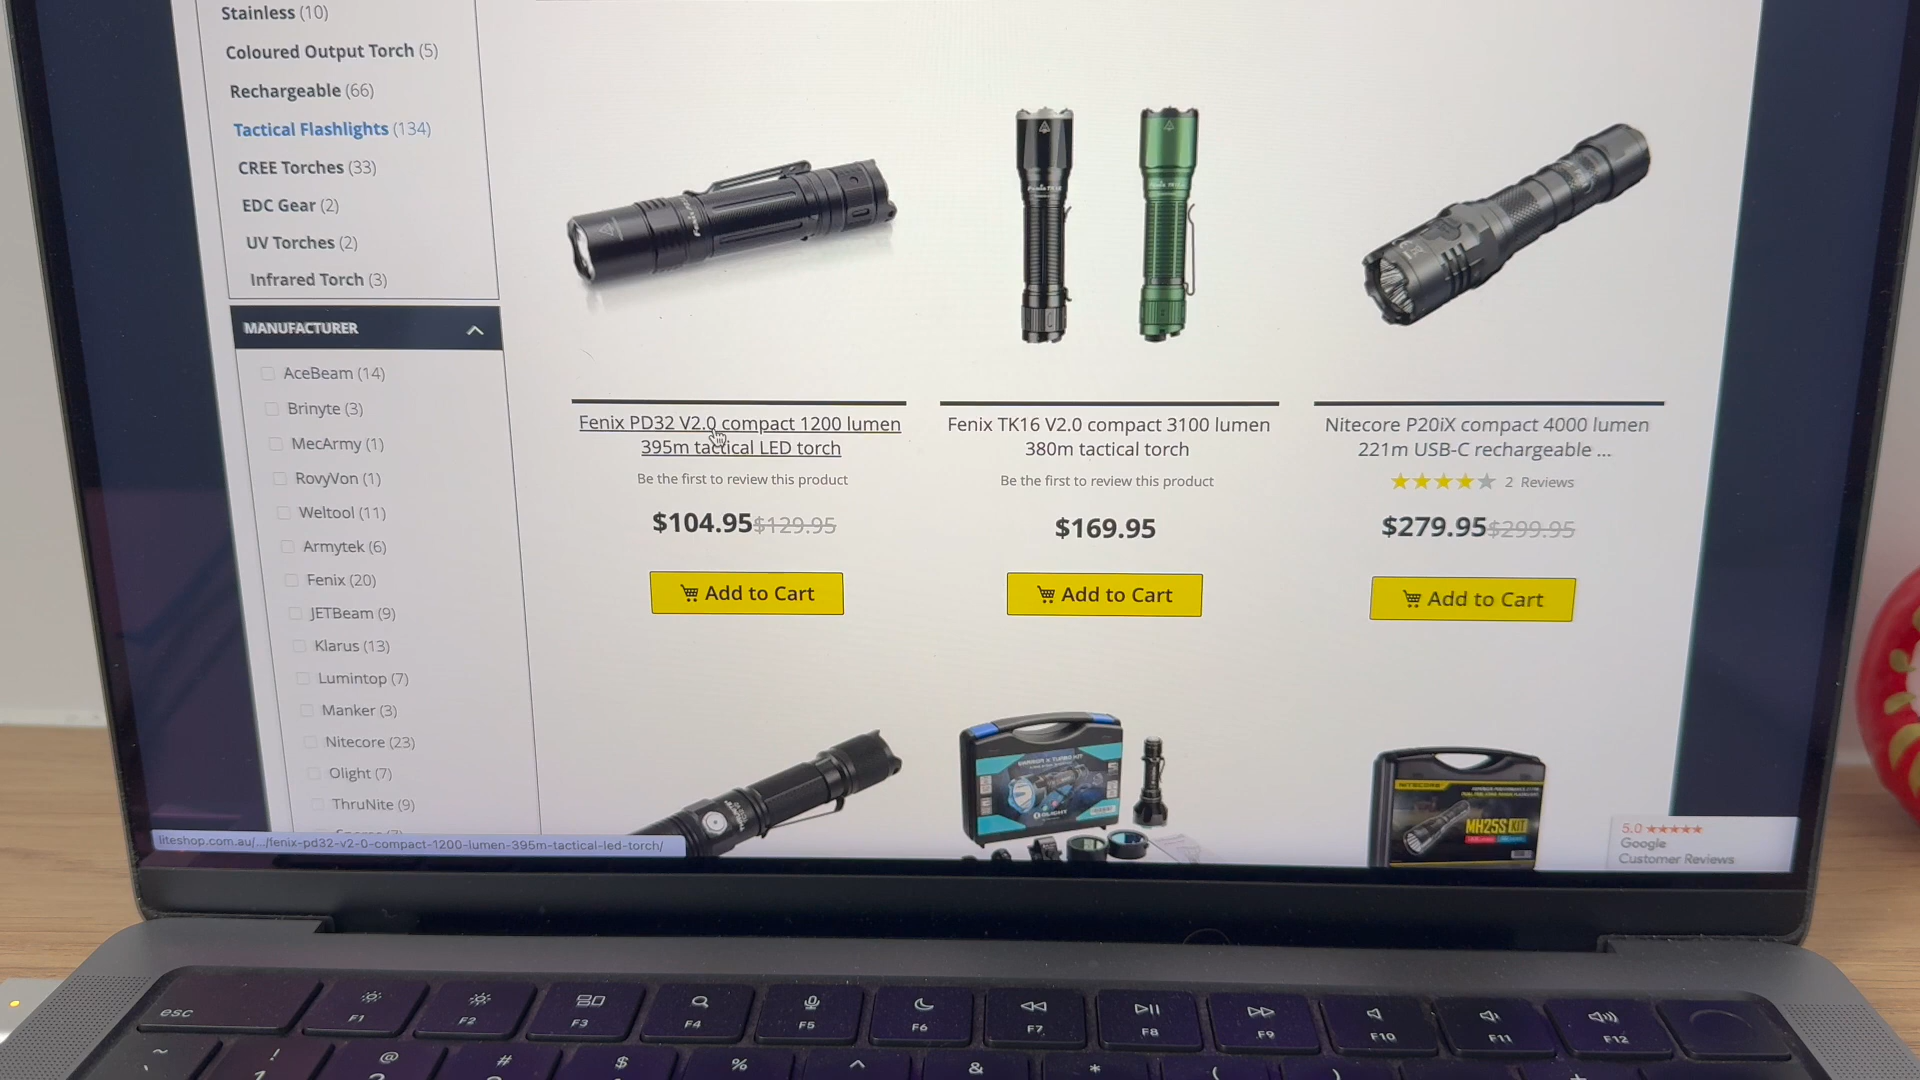 Stainless (10)
Coloured Output Torch (5)
Rechargeable (66)
Tactical Flashlights (134)
CREE Torches (33)
EDC Gear (2)
UV Torches (2)
Infrared Torch (3)
MANUFACTURER
AceBeam (14)
Brinyte (3)
MecArmy (1)
RovyVon (1)
Weltool (11)
Armytek (6)
Fenix (20)
JETBeam (9)
Klarus (13)
Lumintop (7)
Manker (3)
Nitecore (23)
Olight (7)
ThruNite (9)
liteshop.com.au/.../fenix-pd32-v2-0-compact-1200-lumen-395m-tactical-led-torch/
Fenix PD32 V2.0 compact 1200 lumen
395m tactical LED torch
Be the first to review this product
$104.95 $129.95
Add to Cart
Fenix TK16 V2.0 compact 3100 lumen
380m tactical torch
Be the first to review this product
$169.95
Add to Cart
Nitecore P20iX compact 4000 lumen
221m USB-C rechargeable ...
2 Reviews
$279.95 $299.95
Add to Cart
OLIGHT
NITECORE
MH25S KIT
5.0
Google
Customer Reviews
esc
F1
F2
F3
F4
F5
F6
F7
F8
F9
F10
F11
F12
~ ! @ # $ % ^ & * ( )